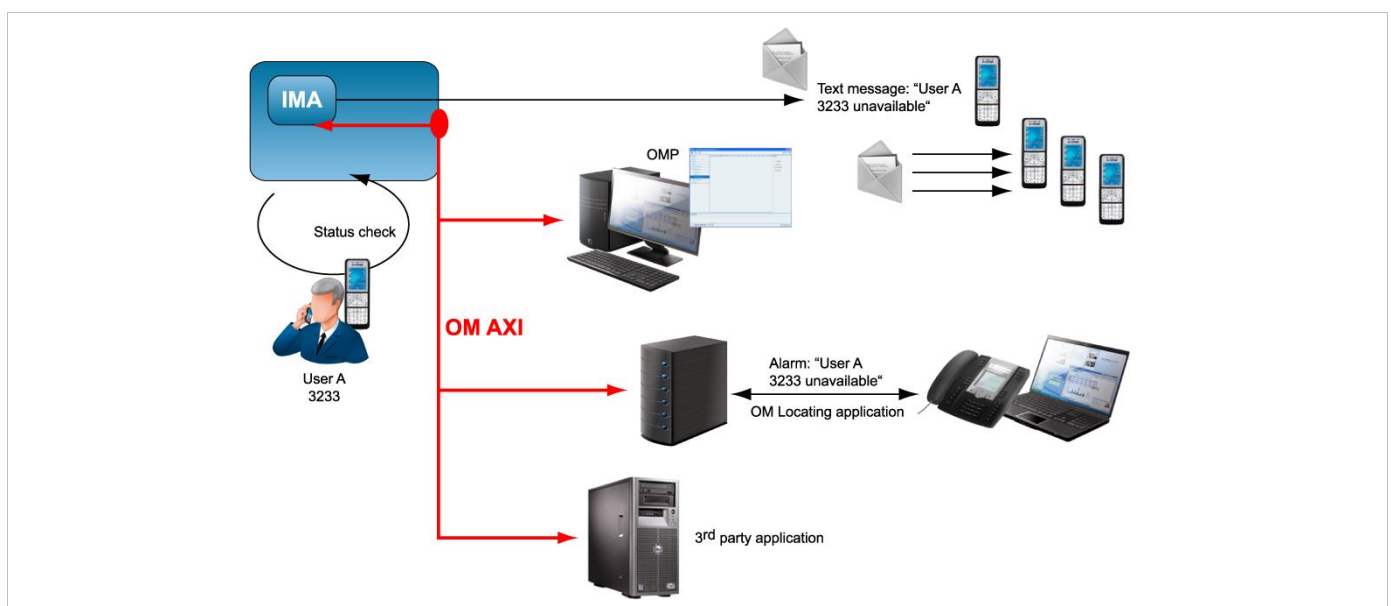 IMA
Text message: “User A
3233 unavailable“
OMP
Status check
OM AXI
User A
3233
Alarm: “User A
3233 unavailable“
OM Locating application
3rd party application